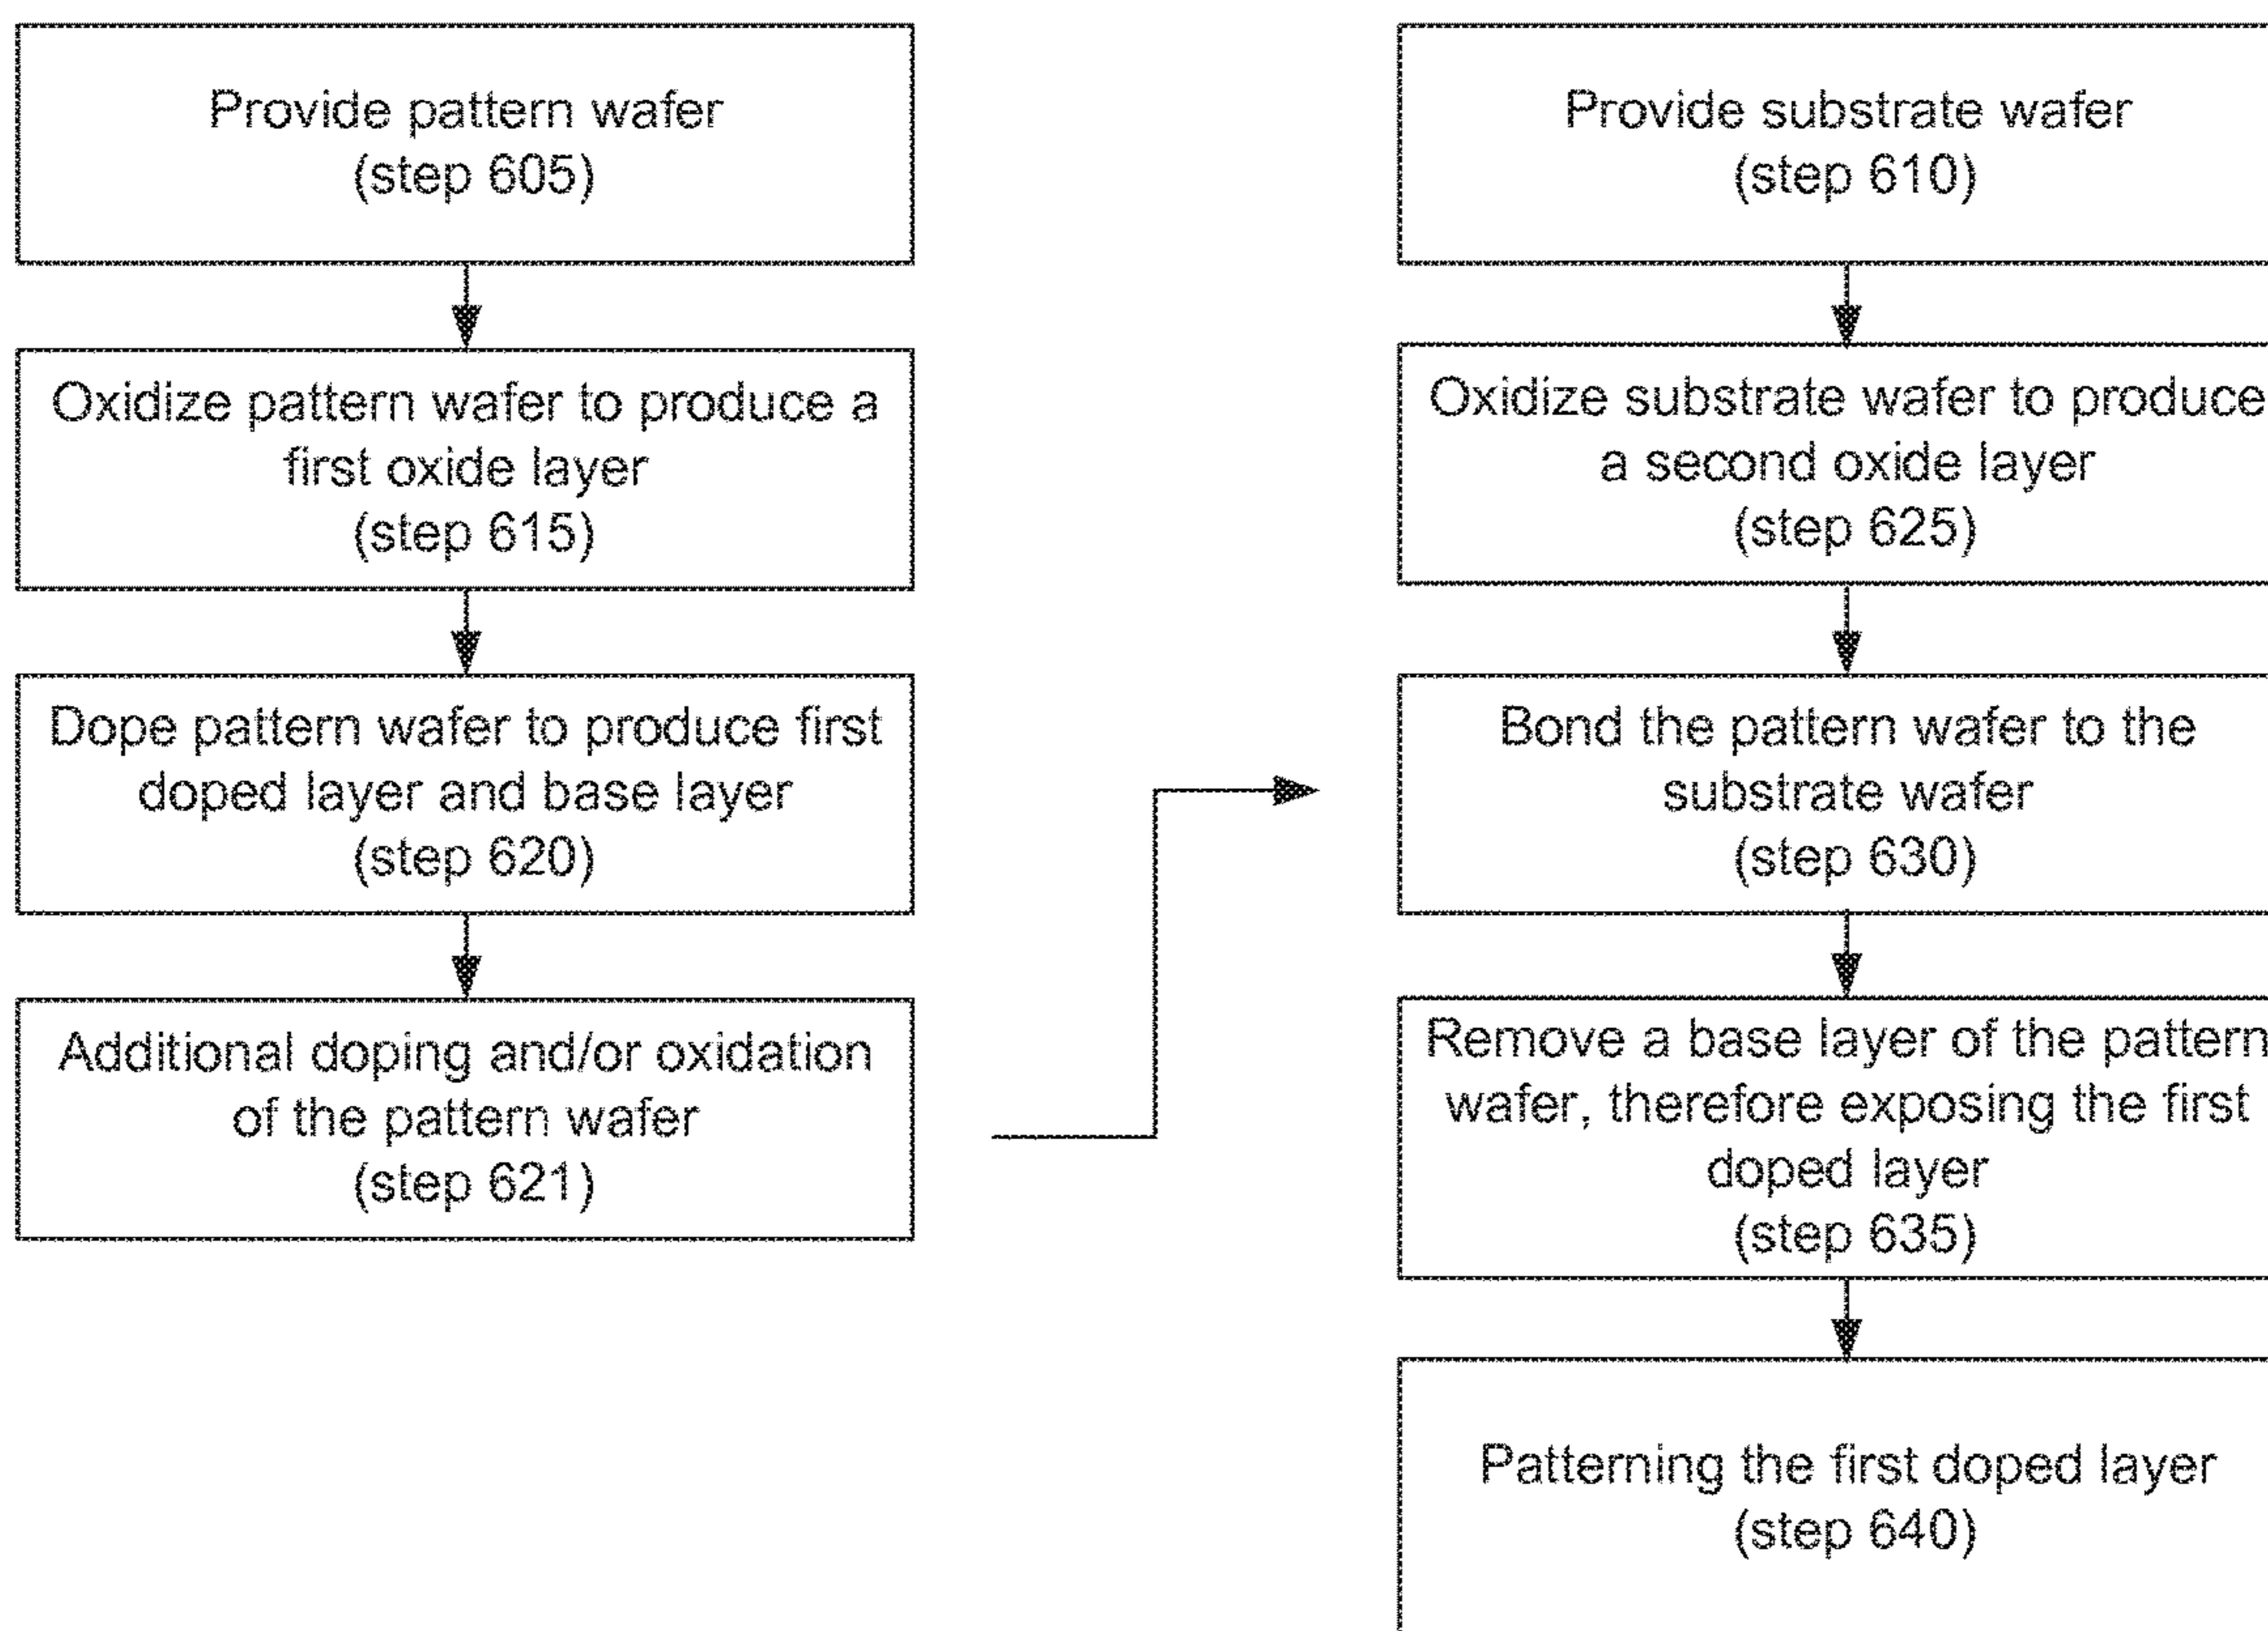 Provide pattern wafer
(step 605)
Oxidize pattern wafer to produce a
first oxide layer
(step 615)
Dope pattern wafer to produce first
doped layer and base layer
(step 620)
Additional doping and/or oxidation
of the pattern wafer
(step 621)
Provide substrate wafer
(step 610)
Oxidize substrate wafer to produce
a second oxide layer
(step 625)
Bond the pattern wafer to the
substrate wafer
(step 630)
Remove a base layer of the pattern
wafer, therefore exposing the first
doped layer
(step 635)
Patterning the first doped layer
(step 640)